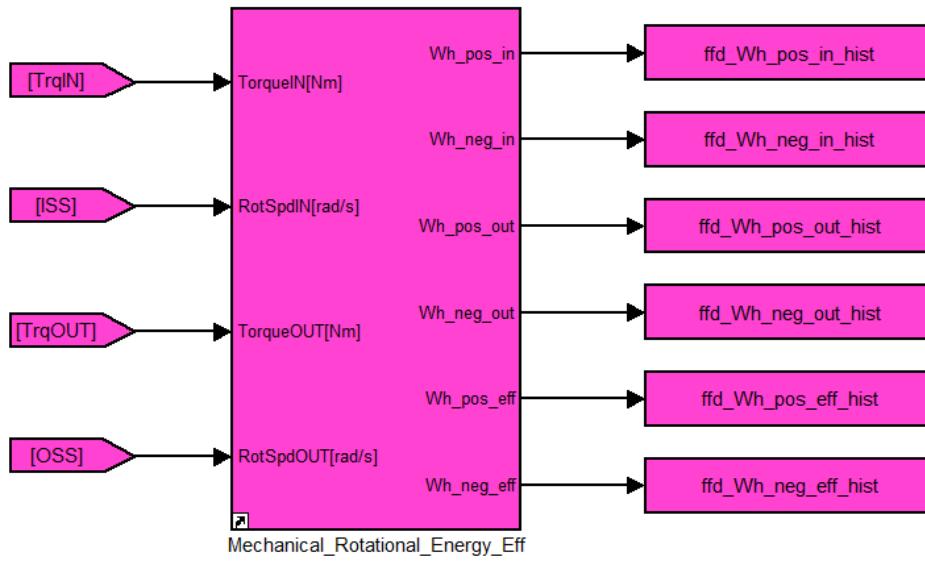 [TrqIN]
[ISS]
[TrqOUT]
[OSS]
TorqueIN[Nm]
RotSpdIN[rad/s]
TorqueOUT[Nm]
RotSpdOUT[rad/s]
Wh_pos_in
Wh_neg_in
Wh_pos_out
Wh_neg_out
Wh_pos_eff
Wh_neg_eff
ffd_Wh_pos_in_hist
ffd_Wh_neg_in_hist
ffd_Wh_pos_out_hist
ffd_Wh_neg_out_hist
ffd_Wh_pos_eff_hist
ffd_Wh_neg_eff_hist
Mechanical_Rotational_Energy_Eff